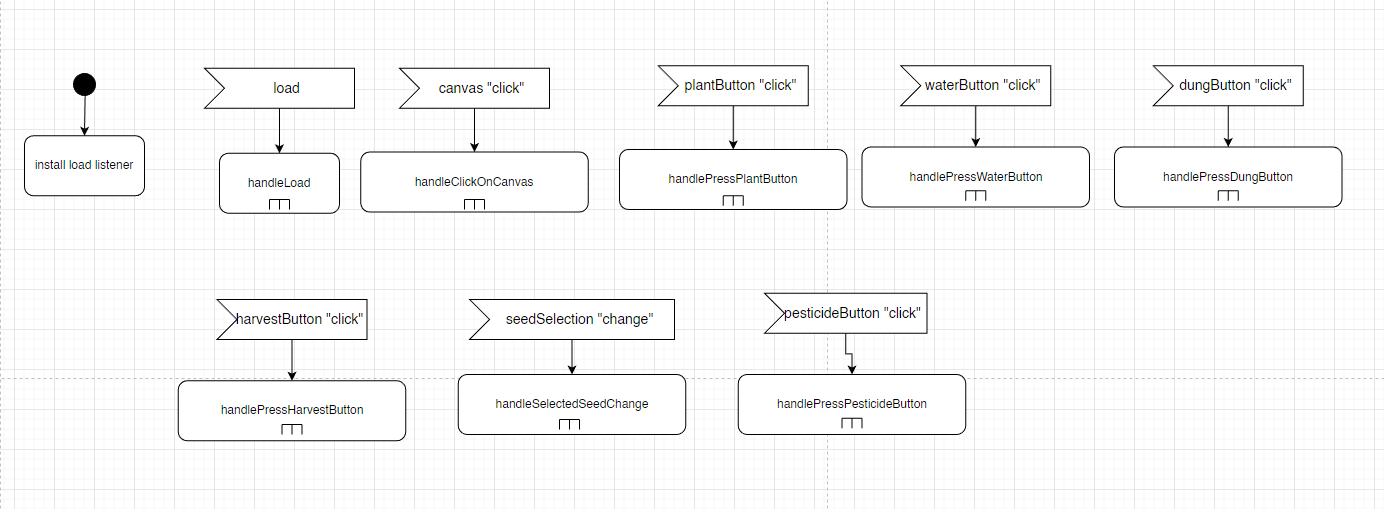 load
canvas "click"
plantButton "click"
waterButton "click"
dungButton "click"
install load listener
handleLoad
handleClickOnCanvas
handlePressPlantButton
handlePressWaterButton
handlePressDungButton
harvestButton "click"
seedSelection "change"
pesticideButton "click"
handlePressHarvestButton
handleSelectedSeedChange
handlePressPesticideButton